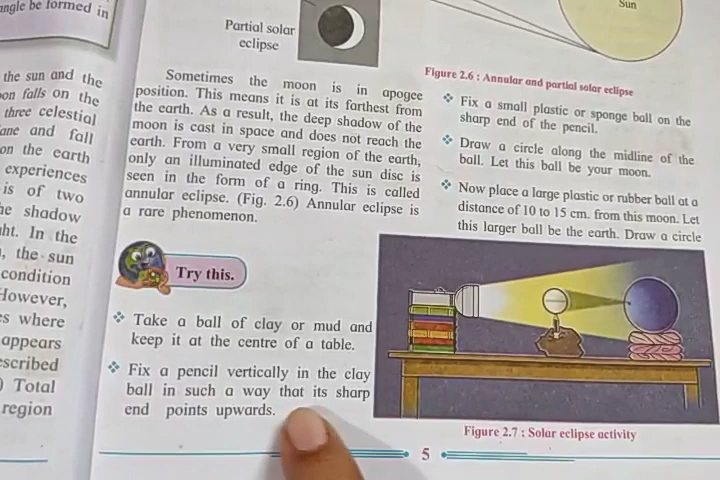 angle be formed in
the sun and the
on falls on the
three celestial
and fall
on the earth
experiences
is of two
shadow
In the
the sun
condition
However,
where
appears
Total
region
Partial solar
eclipse
Sometimes the moon is in apogee
position. This means it is at its farthest from
the earth. As a result, the deep shadow of the
moon is cast in space and does not reach the
earth. From a very small region of the earth,
only an illuminated edge of the sun disc is
seen in the form of a ring. This is called
annular eclipse. (Fig. 2.6) Annular eclipse is
a rare phenomenon.
Try this.
❖ Take a ball of clay or mud and
keep it at the centre of a table.
❖ Fix a pencil vertically in the clay
ball in such a way that its sharp
end points upwards.
Sun
Figure 2.6 : Annular and partial solar eclipse
❖ Fix a small plastic or sponge ball on the
sharp end of the pencil.
❖ Draw a circle along the midline of the
ball. Let this ball be your moon.
❖ Now place a large plastic or rubber ball at a
distance of 10 to 15 cm. from this moon. Let
this larger ball be the earth. Draw a circle
Figure 2.7 : Solar eclipse activity
5